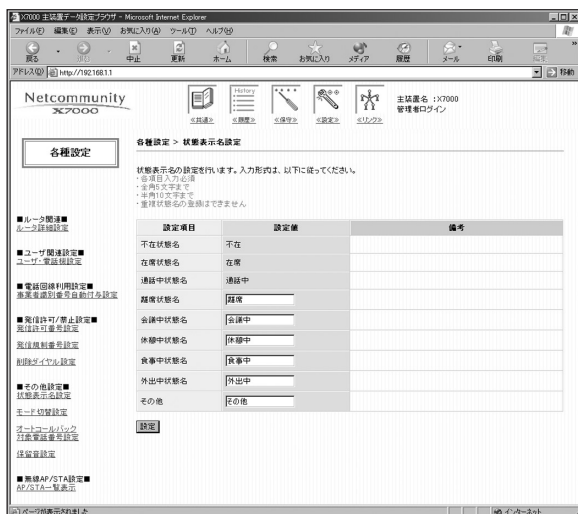 X7000 主装置データ設定ブラウザ - Microsoft Internet Explorer
ファイル(F) 編集(E) 表示(V) お気に入り(A) ツール(T) ヘルプ(H)
戻る 進む 中止 更新 ホーム 検索 お気に入り メディア 履歴 メール 印刷 編集
アドレス(D) http://192.168.1.1 移動
Netcommunity
X7000
History
≪共通≫ ≪履歴≫ ≪保守≫ ≪設定≫ ≪リンク≫
主装置名 :X7000
管理者ログイン
各種設定
各種設定 > 状態表示名設定
状態表示名の設定を行います。入力形式は、以下に従ってください。
・各項目入力必須
・全角5文字まで
・半角10文字まで
・重複状態名の登録はできません
■ルータ関連■
ルータ詳細設定
■ユーザ関連設定■
ユーザ・電話機設定
■電話回線利用設定■
事業者識別番号自動付与設定
■発信許可/禁止設定■
発信許可番号設定
発信規制番号設定
削除ダイヤル設定
■その他設定■
状態表示名設定
モード切替設定
オートコールバック
対象電話番号設定
保留音設定
■無線AP/STA設定■
AP/STA一覧表示
設定項目 設定値 備考
不在状態名 不在
在席状態名 在席
通話中状態名 通話中
離席状態名 離席
会議中状態名 会議中
休憩中状態名 休憩中
食事中状態名 食事中
外出中状態名 外出中
その他 その他
設定
ページが表示されました インターネット